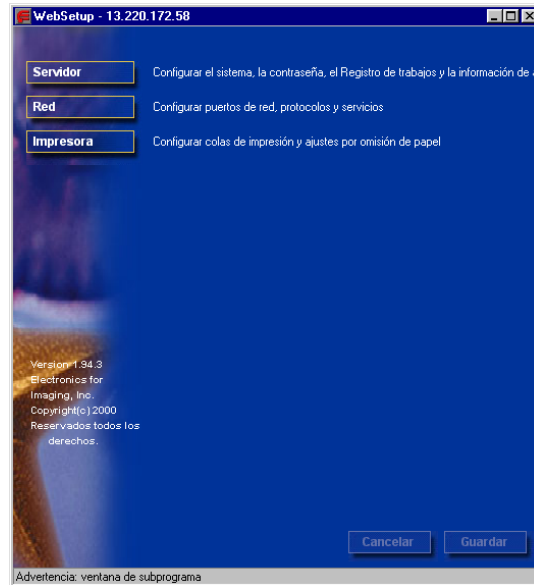 WebSetup - 13.220.172.58
Servidor Configurar el sistema, la contraseña, el Registro de trabajos y la información de
Red Configurar puertos de red, protocolos y servicios
Impresora Configurar colas de impresión y ajustes por omisión de papel
Version 1.94.3
Electronics for
Imaging, Inc.
Copyright(c) 2000
Reservados todos los
derechos.
Cancelar Guardar
Advertencia: ventana de subprograma